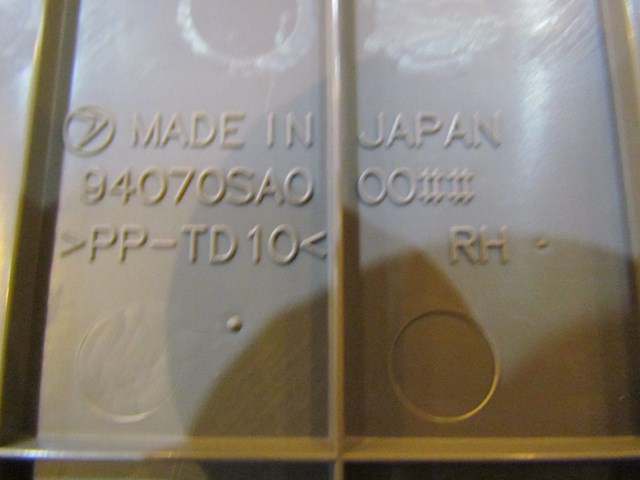 MADE IN JAPAN
94070SA0 00##
>PP-TD10< RH